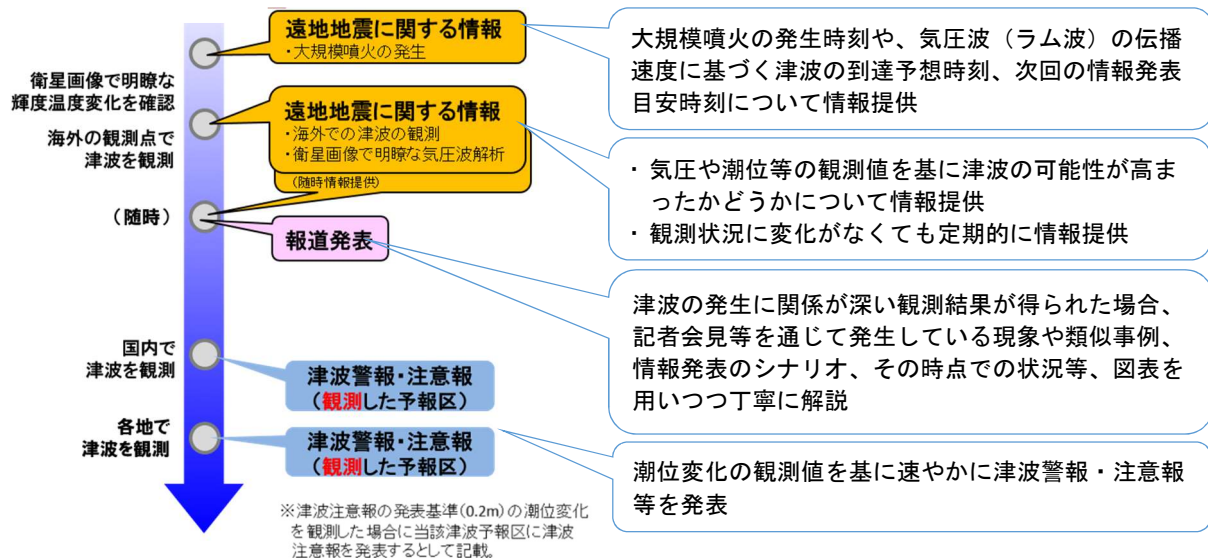 遠地地震に関する情報
・大規模噴火の発生
大規模噴火の発生時刻や、気圧波（ラム波）の伝播
速度に基づく津波の到達予想時刻、次回の情報発表
目安時刻について情報提供
衛星画像で明瞭な
輝度温度変化を確認
海外の観測点で
津波を観測
遠地地震に関する情報
・海外での津波の観測
・衛星画像で明瞭な気圧波解析
(随時情報提供)
・気圧や潮位等の観測値を基に津波の可能性が高ま
ったかどうかについて情報提供
・観測状況に変化がなくても定期的に情報提供
（随時）
報道発表
津波の発生に関係が深い観測結果が得られた場合、
記者会見等を通じて発生している現象や類似事例、
情報発表のシナリオ、その時点での状況等、図表を
用いつつ丁寧に解説
国内で
津波を観測
津波警報・注意報
（観測した予報区）
各地で
津波を観測
津波警報・注意報
（観測した予報区）
潮位変化の観測値を基に速やかに津波警報・注意報
等を発表
※津波注意報の発表基準(0.2m)の潮位変化
を観測した場合に当該津波予報区に津波
注意報を発表するとして記載。